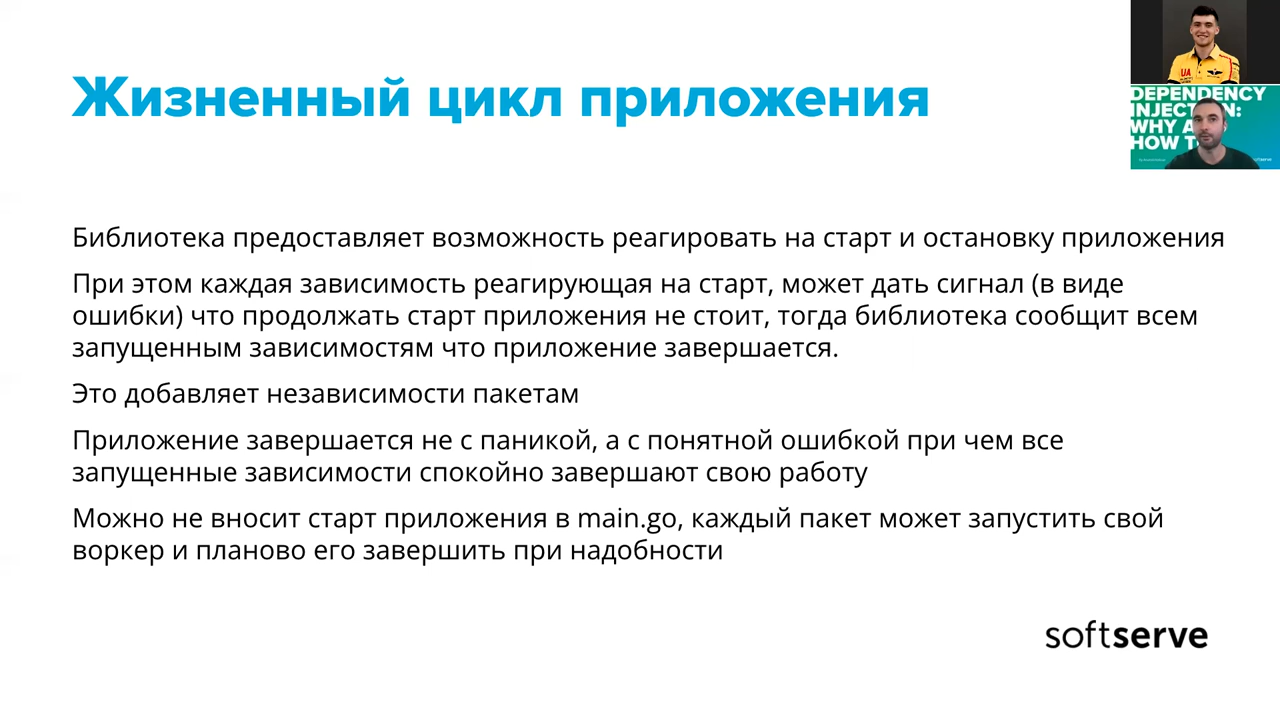 Жизненный цикл приложения
UA
DEPENDENCY
WHY
HOW
Библиотека предоставляет возможность реагировать на старт и остановку приложения
При этом каждая зависимость реагирующая на старт, может дать сигнал (в виде
ошибки) что продолжать старт приложения не стоит, тогда библиотека сообщит всем
запущенным зависимостям что приложение завершается.
Это добавляет независимости пакетам
Приложение завершается не с паникой, а с понятной ошибкой при чем все
запущенные зависимости спокойно завершают свою работу
Можно не вносит старт приложения в main.go, каждый пакет может запустить свой
воркер и планово его завершить при надобности
softserve